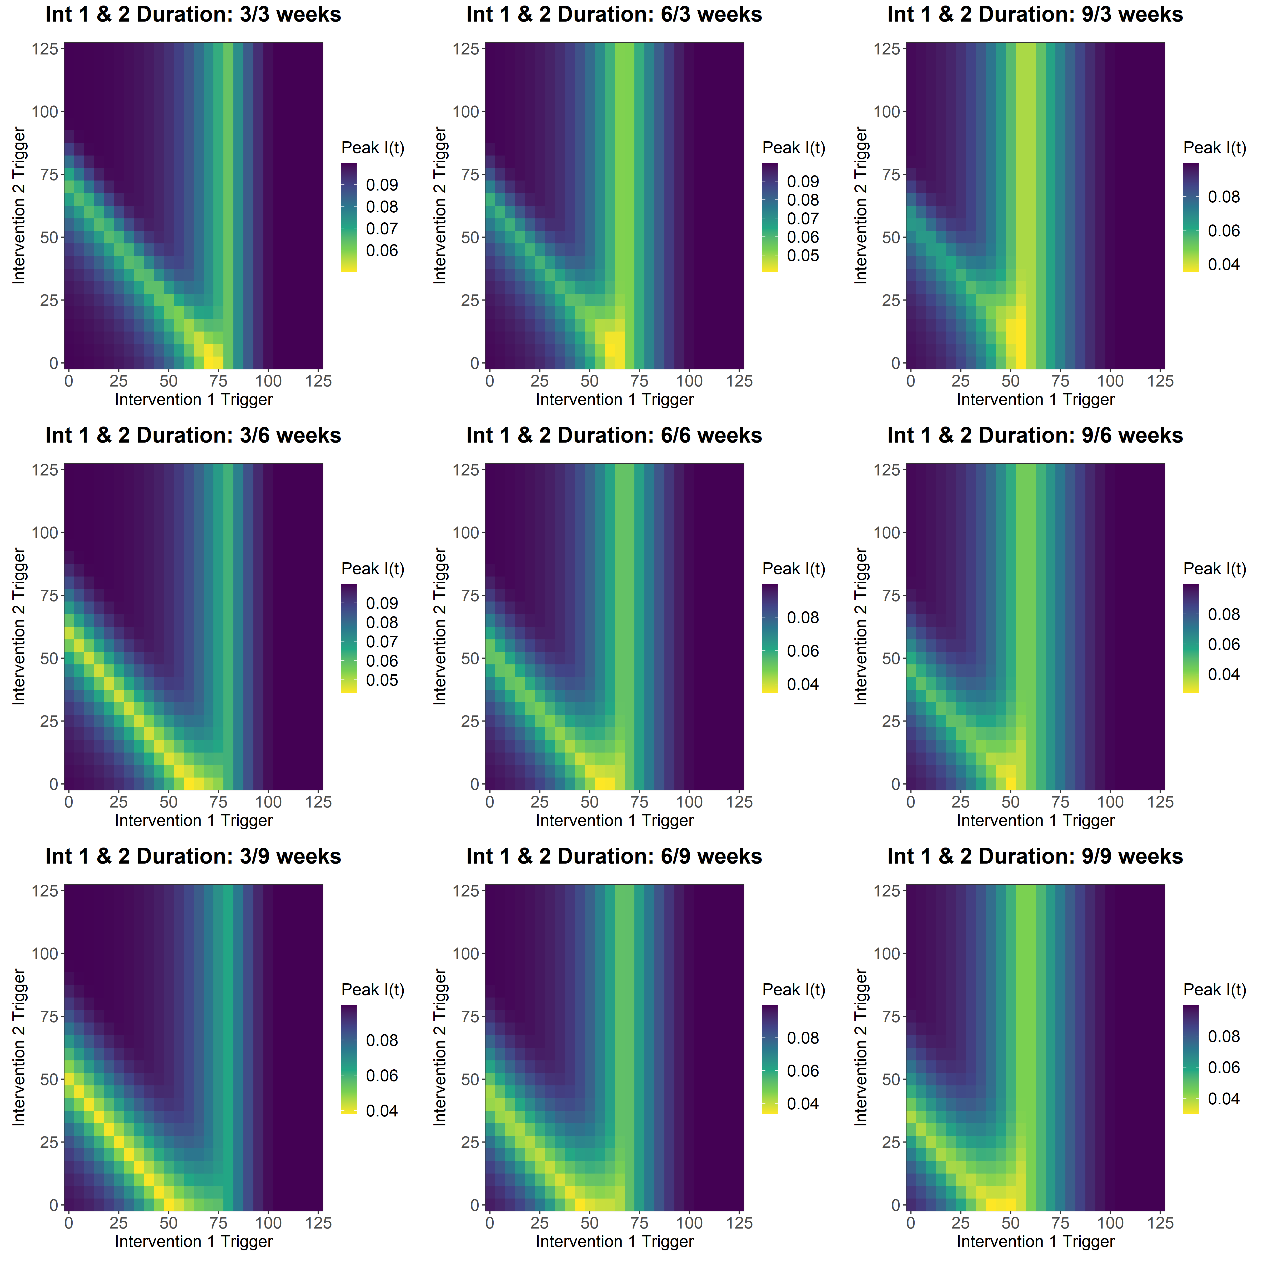 Int 1 & 2 Duration: 3/3 weeks
125
100
75
50
25
0
0 25 50 75 100 125
Intervention 1 Trigger
Intervention 2 Trigger
Peak I(t)
0.09
0.08
0.07
0.06
Int 1 & 2 Duration: 6/3 weeks
125
100
75
50
25
0
0 25 50 75 100 125
Intervention 1 Trigger
Intervention 2 Trigger
Peak I(t)
0.09
0.08
0.07
0.06
0.05
Int 1 & 2 Duration: 9/3 weeks
125
100
75
50
25
0
0 25 50 75 100 125
Intervention 1 Trigger
Intervention 2 Trigger
Peak I(t)
0.08
0.06
0.04
Int 1 & 2 Duration: 3/6 weeks
125
100
75
50
25
0
0 25 50 75 100 125
Intervention 1 Trigger
Intervention 2 Trigger
Peak I(t)
0.09
0.08
0.07
0.06
0.05
Int 1 & 2 Duration: 6/6 weeks
125
100
75
50
25
0
0 25 50 75 100 125
Intervention 1 Trigger
Intervention 2 Trigger
Peak I(t)
0.08
0.06
0.04
Int 1 & 2 Duration: 9/6 weeks
125
100
75
50
25
0
0 25 50 75 100 125
Intervention 1 Trigger
Intervention 2 Trigger
Peak I(t)
0.08
0.06
0.04
Int 1 & 2 Duration: 3/9 weeks
125
100
75
50
25
0
0 25 50 75 100 125
Intervention 1 Trigger
Intervention 2 Trigger
Peak I(t)
0.08
0.06
0.04
Int 1 & 2 Duration: 6/9 weeks
125
100
75
50
25
0
0 25 50 75 100 125
Intervention 1 Trigger
Intervention 2 Trigger
Peak I(t)
0.08
0.06
0.04
Int 1 & 2 Duration: 9/9 weeks
125
100
75
50
25
0
0 25 50 75 100 125
Intervention 1 Trigger
Intervention 2 Trigger
Peak I(t)
0.08
0.06
0.04